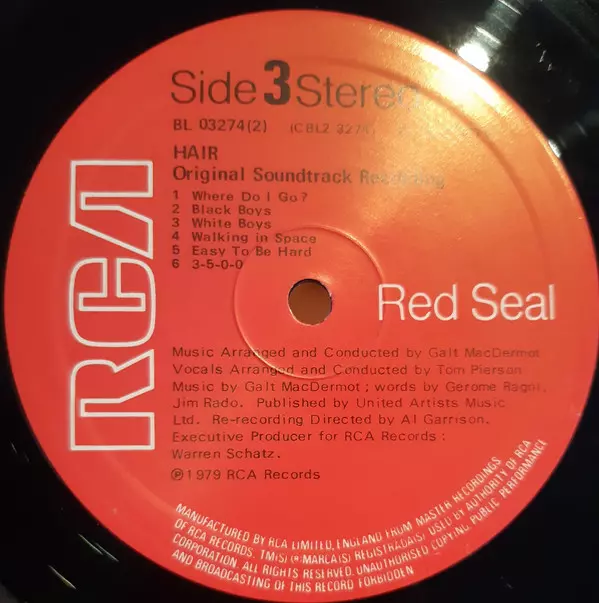 Side 3 Stereo
BL 03274(2) (CBL2 3274)
HAIR
Original Soundtrack Recording
1 Where Do I Go?
2 Black Boys
3 White Boys
4 Walking in Space
5 Easy To Be Hard
6 3-5-0-0
RCA
Red Seal
Music Arranged and Conducted by Galt MacDermot
Vocals Arranged and Conducted by Tom Pierson
Music by Galt MacDermot; words by Gerome Ragni,
Jim Rado. Published by United Artists Music
Ltd. Re-recording Directed by Al Garrison.
Executive Producer for RCA Records:
Warren Schatz.
℗1979 RCA Records
MANUFACTURED BY RCA LIMITED, ENGLAND FROM MASTER RECORDINGS
OF RCA RECORDS. TM(S) ® MARCA(S) REGISTRADA(S) USED BY AUTHORITY OF RCA
CORPORATION. ALL RIGHTS RESERVED. UNAUTHORISED COPYING PUBLIC PERFORMANCE
AND BROADCASTING OF THIS RECORD FORBIDDEN